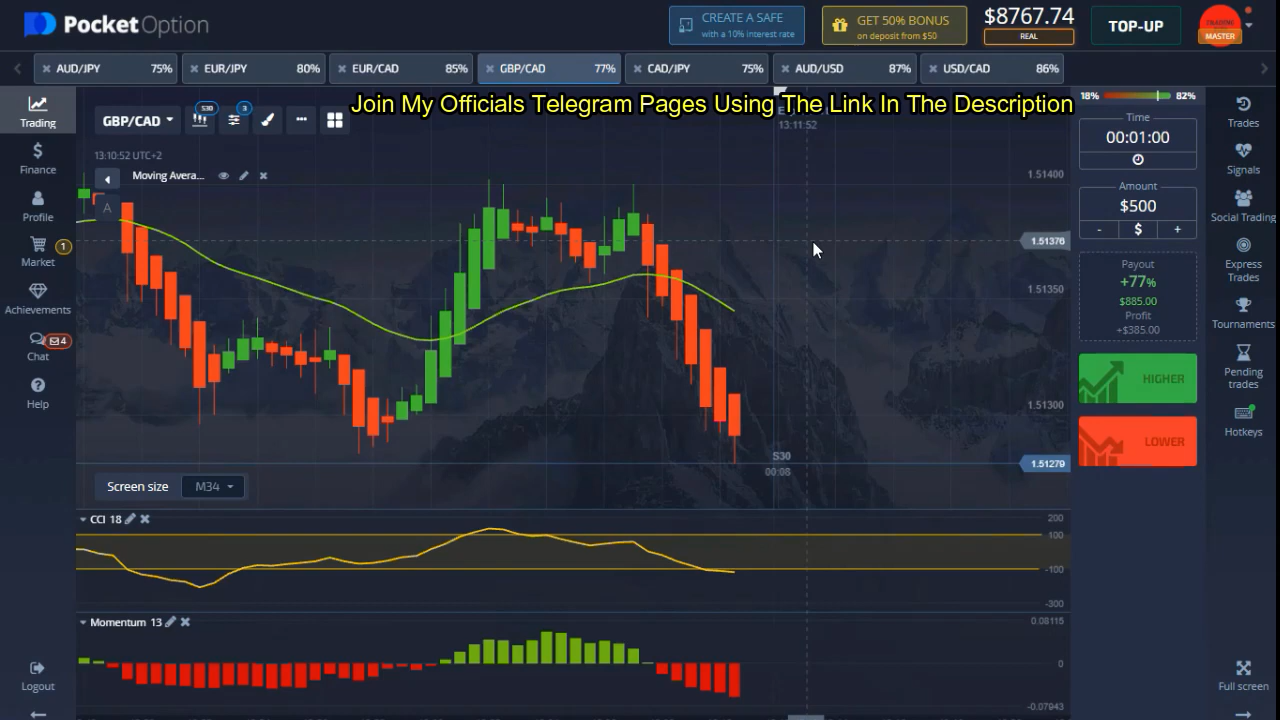 PocketOption
CREATE A SAFE
with a 10% interest rate
GET 50% BONUS
on deposit from $50
$8767.74
REAL
TOP-UP
MASTER
AUD/JPY 75%
EUR/JPY 80%
EUR/CAD 85%
GBP/CAD 77%
CAD/JPY 75%
AUD/USD 87%
USD/CAD 86%
Join My Officials Telegram Pages Using The Link In The Description
Trading
Finance
Profile
Market
1
Achievements
Chat
4
Help
Logout
GBP/CAD
S30
3
13:11:52
13:10:52 UTC+2
Moving Avera...
A
1.51400
1.51376
1.51350
1.51300
1.51279
S30
00:08
Screen size M34
CCI 18
200
100
-100
-300
Momentum 13
0.08115
0
-0.07943
18% 82%
Time
00:01:00
Amount
$500
- $ +
Payout
+77%
$885.00
Profit
+$385.00
HIGHER
LOWER
Trades
Signals
Social Trading
Express
Trades
Tournaments
Pending
trades
Hotkeys
Full screen